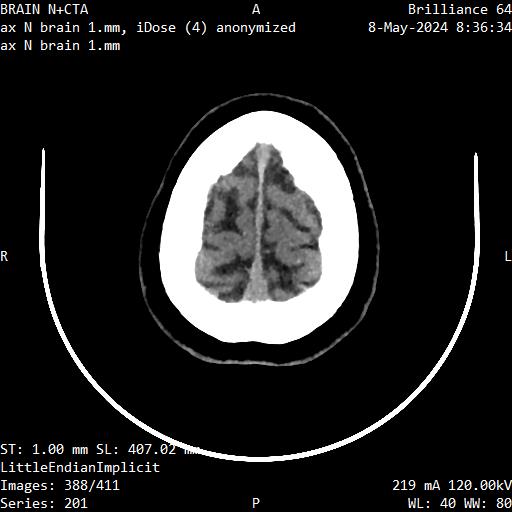 BRAIN N+CTA
ax N brain 1.mm, iDose (4) anonymized
ax N brain 1.mm
A
Brilliance 64
8-May-2024 8:36:34
R
L
ST: 1.00 mm SL: 407.02 mm
LittleEndianImplicit
Images: 388/411
Series: 201
P
219 mA 120.00kV
WL: 40 WW: 80